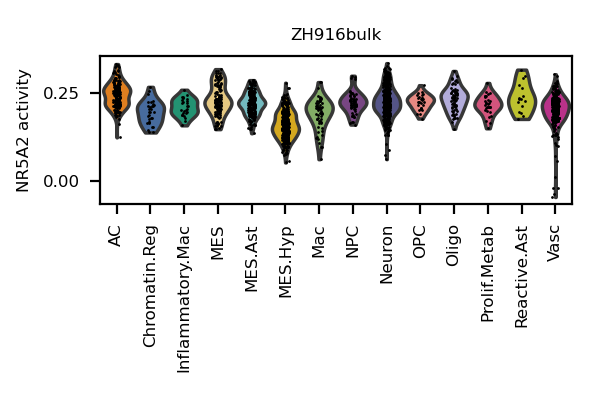 ZH916bulk
NR5A2 activity
0.25
0.00
AC
Chromatin.Reg
Inflammatory.Mac
MES
MES.Ast
MES.Hyp
Mac
NPC
Neuron
OPC
Oligo
Prolif.Metab
Reactive.Ast
Vasc